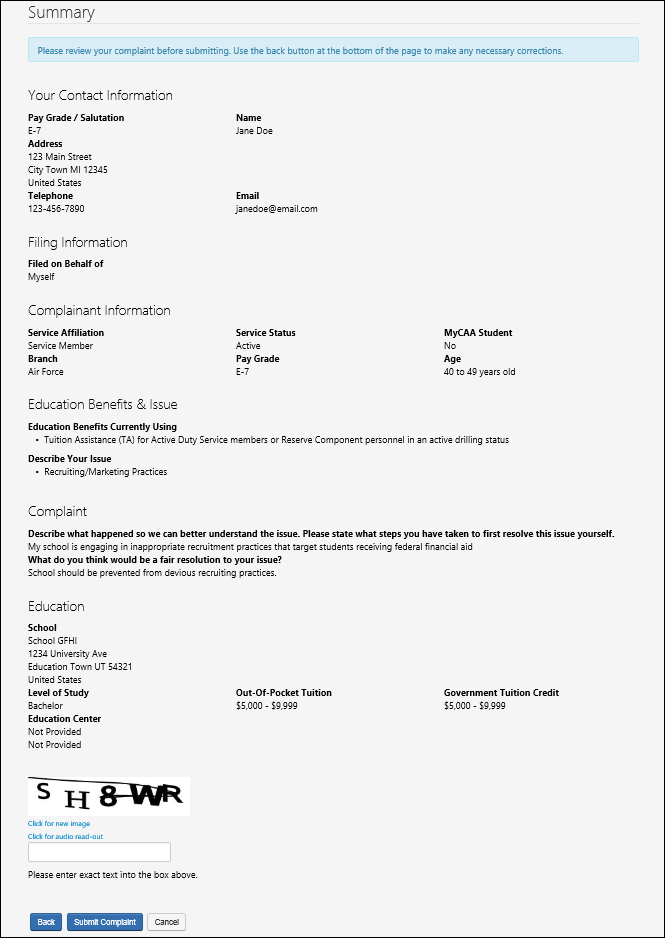 Summary
Please review your complaint before submitting. Use the back button at the bottom of the page to make any necessary corrections.
Your Contact Information
Pay Grade / Salutation Name
E-7 Jane Doe
Address
123 Main Street
City Town MI 12345
United States
Telephone Email
123-456-7890 janedoe@email.com
Filing Information
Filed on Behalf of
Myself
Complainant Information
Service Affiliation Service Status MyCAA Student
Service Member Active No
Branch Pay Grade Age
Air Force E-7 40 to 49 years old
Education Benefits & Issue
Education Benefits Currently Using
• Tuition Assistance (TA) for Active Duty Service members or Reserve Component personnel in an active drilling status
Describe Your Issue
• Recruiting/Marketing Practices
Complaint
Describe what happened so we can better understand the issue. Please state what steps you have taken to first resolve this issue yourself.
My school is engaging in inappropriate recruitment practices that target students receiving federal financial aid
What do you think would be a fair resolution to your issue?
School should be prevented from devious recruiting practices.
Education
School
School GFHI
1234 University Ave
Education Town UT 54321
United States
Level of Study Out-Of-Pocket Tuition Government Tuition Credit
Bachelor $5,000 - $9,999 $5,000 - $9,999
Education Center
Not Provided
Not Provided
SH8WR
Click for new image
Click for audio read-out
Please enter exact text into the box above.
Back Submit Complaint Cancel